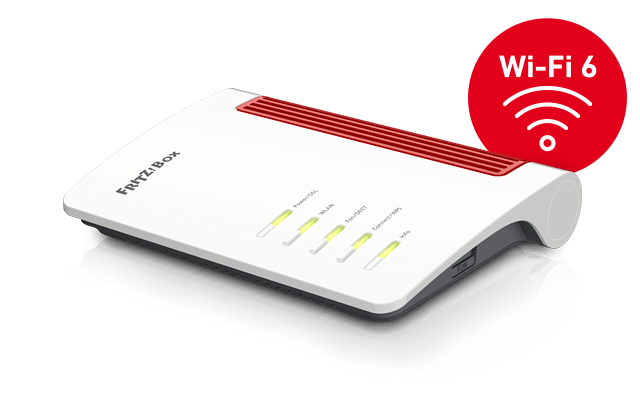 Wi-Fi 6
FRITZ!Box
Power/DSL
WLAN
Fon/DECT
Connect/WPS
Info